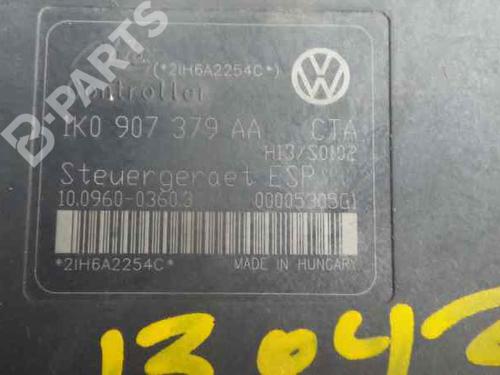 B-PARTS
(*2IH6A2254C*)
Controller
1K0 907 379 AA CTA
H13/S0102
Steuergeraet ESP
10.0960-0360.3 00005305G1
*2IH6A2254C* MADE IN HUNGARY